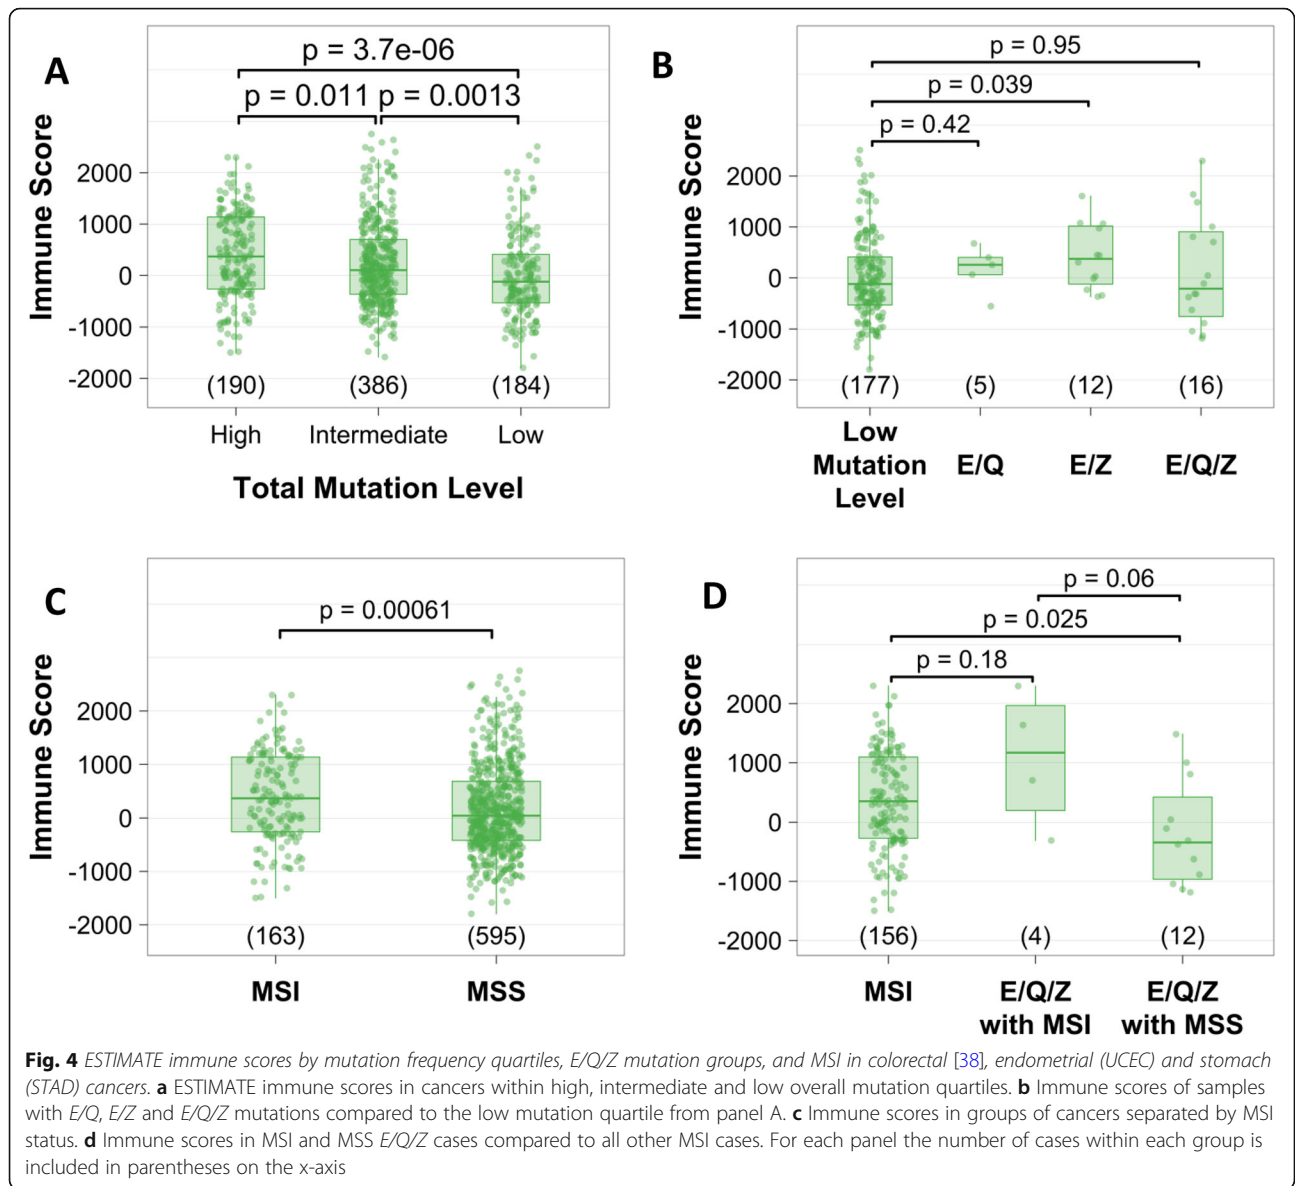 A
p = 3.7e-06
p = 0.011 p = 0.0013
Immune Score
2000
1000
0
-1000
-2000
(190) (386) (184)
High Intermediate Low
Total Mutation Level
B
p = 0.95
p = 0.039
p = 0.42
Immune Score
2000
1000
0
-1000
-2000
(177) (5) (12) (16)
Low
Mutation
Level
E/Q E/Z E/Q/Z
C
p = 0.00061
Immune Score
2000
1000
0
-1000
-2000
(163) (595)
MSI MSS
D
p = 0.06
p = 0.025
p = 0.18
Immune Score
2000
1000
0
-1000
-2000
(156) (4) (12)
MSI
E/Q/Z
with MSI
E/Q/Z
with MSS
Fig. 4 ESTIMATE immune scores by mutation frequency quartiles, E/Q/Z mutation groups, and MSI in colorectal [38], endometrial (UCEC) and stomach
(STAD) cancers. a ESTIMATE immune scores in cancers within high, intermediate and low overall mutation quartiles. b Immune scores of samples
with E/Q, E/Z and E/Q/Z mutations compared to the low mutation quartile from panel A. c Immune scores in groups of cancers separated by MSI
status. d Immune scores in MSI and MSS E/Q/Z cases compared to all other MSI cases. For each panel the number of cases within each group is
included in parentheses on the x-axis